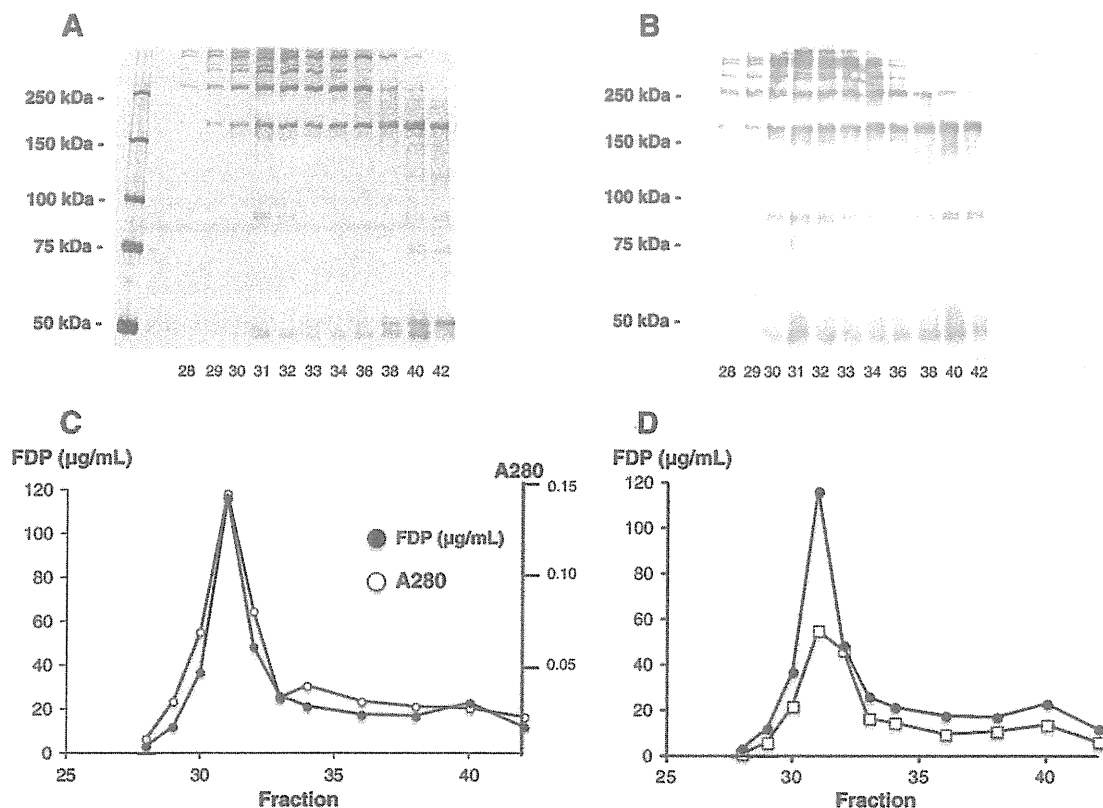 A
250 kDa -
150 kDa -
100 kDa -
75 kDa -
50 kDa -
28 29 30 31 32 33 34 36 38 40 42
B
250 kDa -
150 kDa -
100 kDa -
75 kDa -
50 kDa -
28 29 30 31 32 33 34 36 38 40 42
C
FDP (µg/mL)
A280
120
100
80
60
40
20
0
0.15
0.10
0.05
FDP (µg/mL)
A280
25 30 35 40
Fraction
D
FDP (µg/mL)
120
100
80
60
40
20
0
25 30 35 40
Fraction